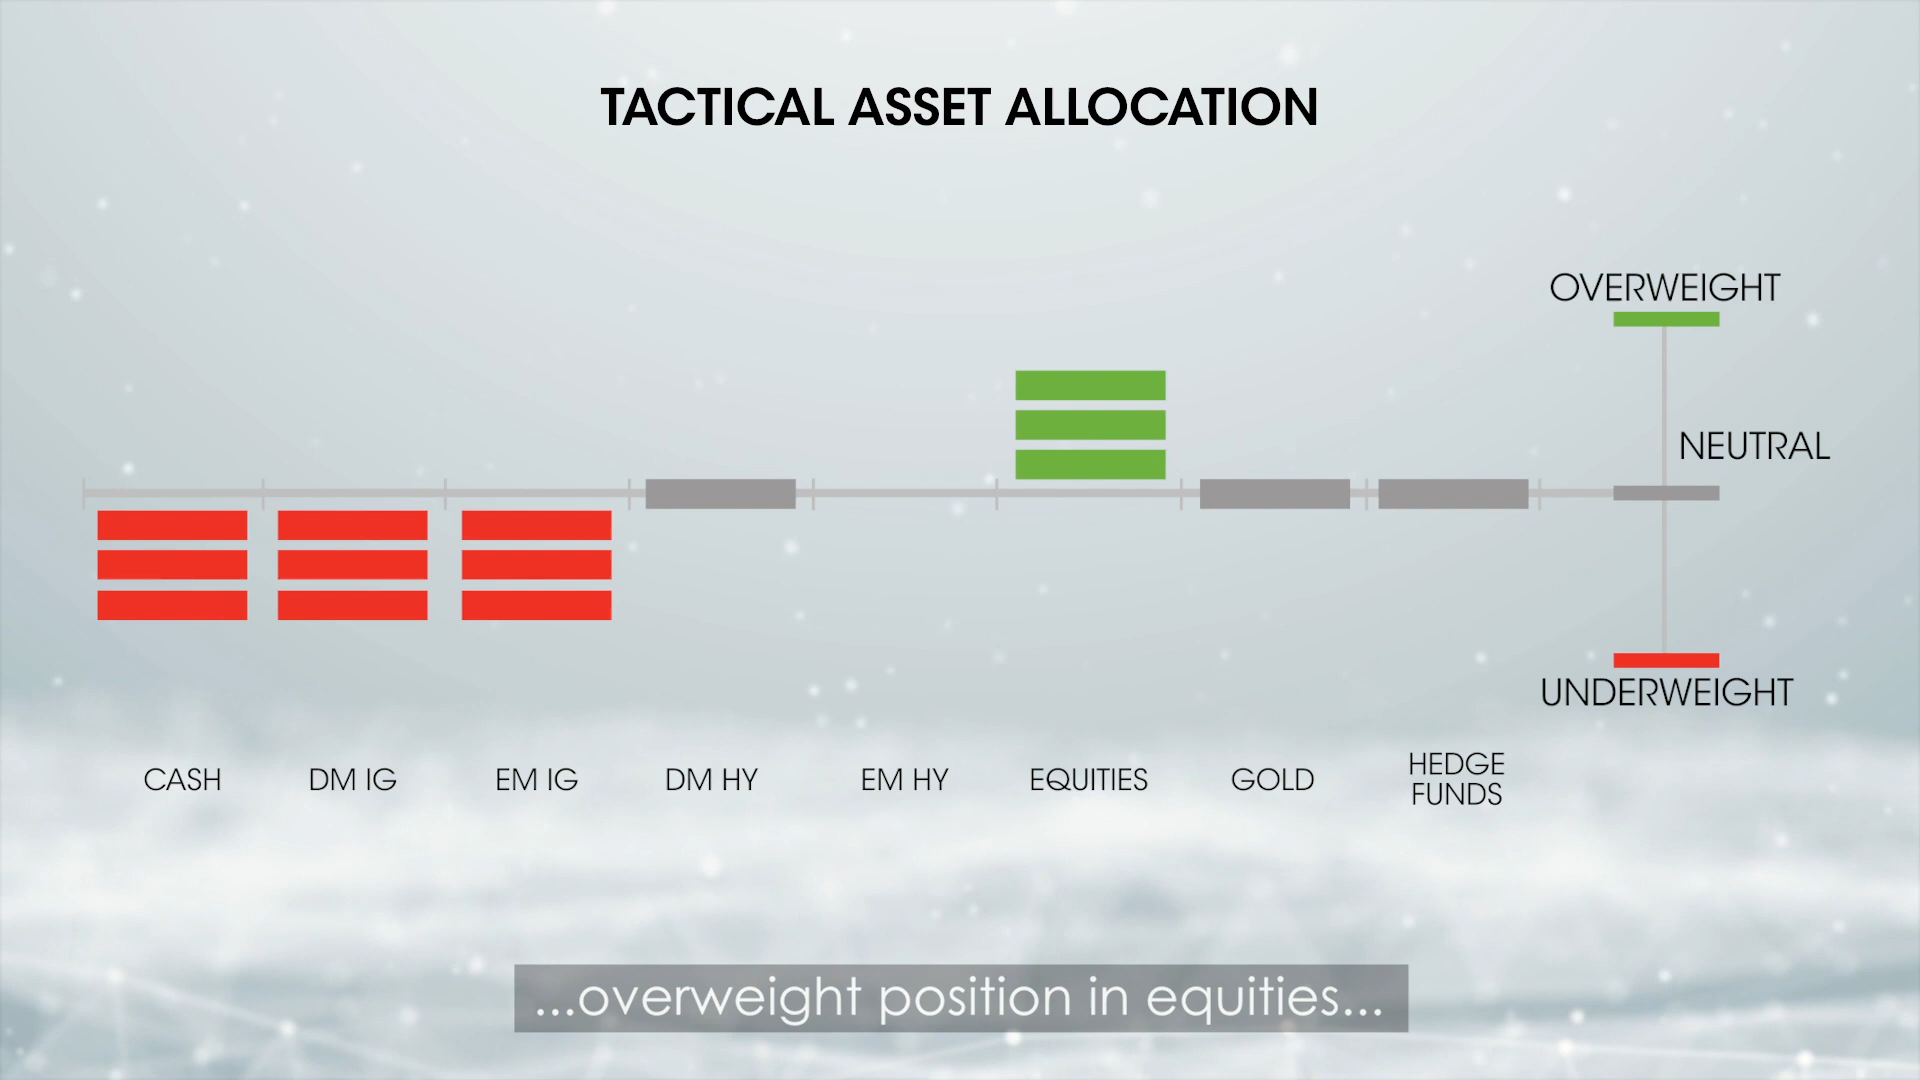 TACTICAL ASSET ALLOCATION
OVERWEIGHT
NEUTRAL
UNDERWEIGHT
CASH
DM IG
EM IG
DM HY
EM HY
EQUITIES
GOLD
HEDGE
FUNDS
...overweight position in equities...